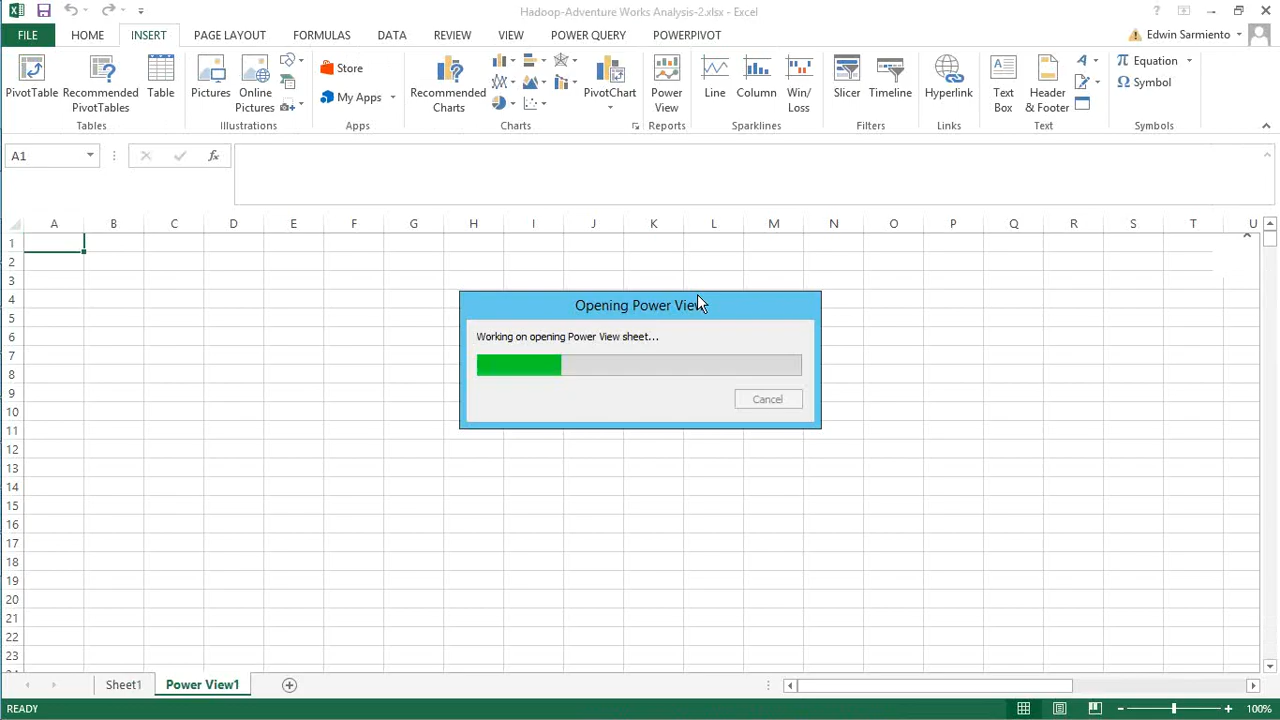 Hadoop-Adventure Works Analysis-2.xlsx - Excel
?
FILE HOME INSERT PAGE LAYOUT FORMULAS DATA REVIEW VIEW POWER QUERY POWERPIVOT Edwin Sarmiento
PivotTable
Recommended
PivotTables
Table
Tables
Pictures
Online
Pictures
Illustrations
Store
My Apps
Apps
Recommended
Charts
PivotChart
Charts
Power
View
Reports
Line
Column
Win/
Loss
Sparklines
Slicer
Timeline
Filters
Hyperlink
Links
Text
Box
Header
& Footer
Text
Equation
Symbol
Symbols
A1
fx
A B C D E F G H I J K L M N O P Q R S T U
1
2
3
4
5
6
7
8
9
10
11
12
13
14
15
16
17
18
19
20
21
22
23
Opening Power View
Working on opening Power View sheet...
Cancel
Sheet1 Power View1
READY
100%